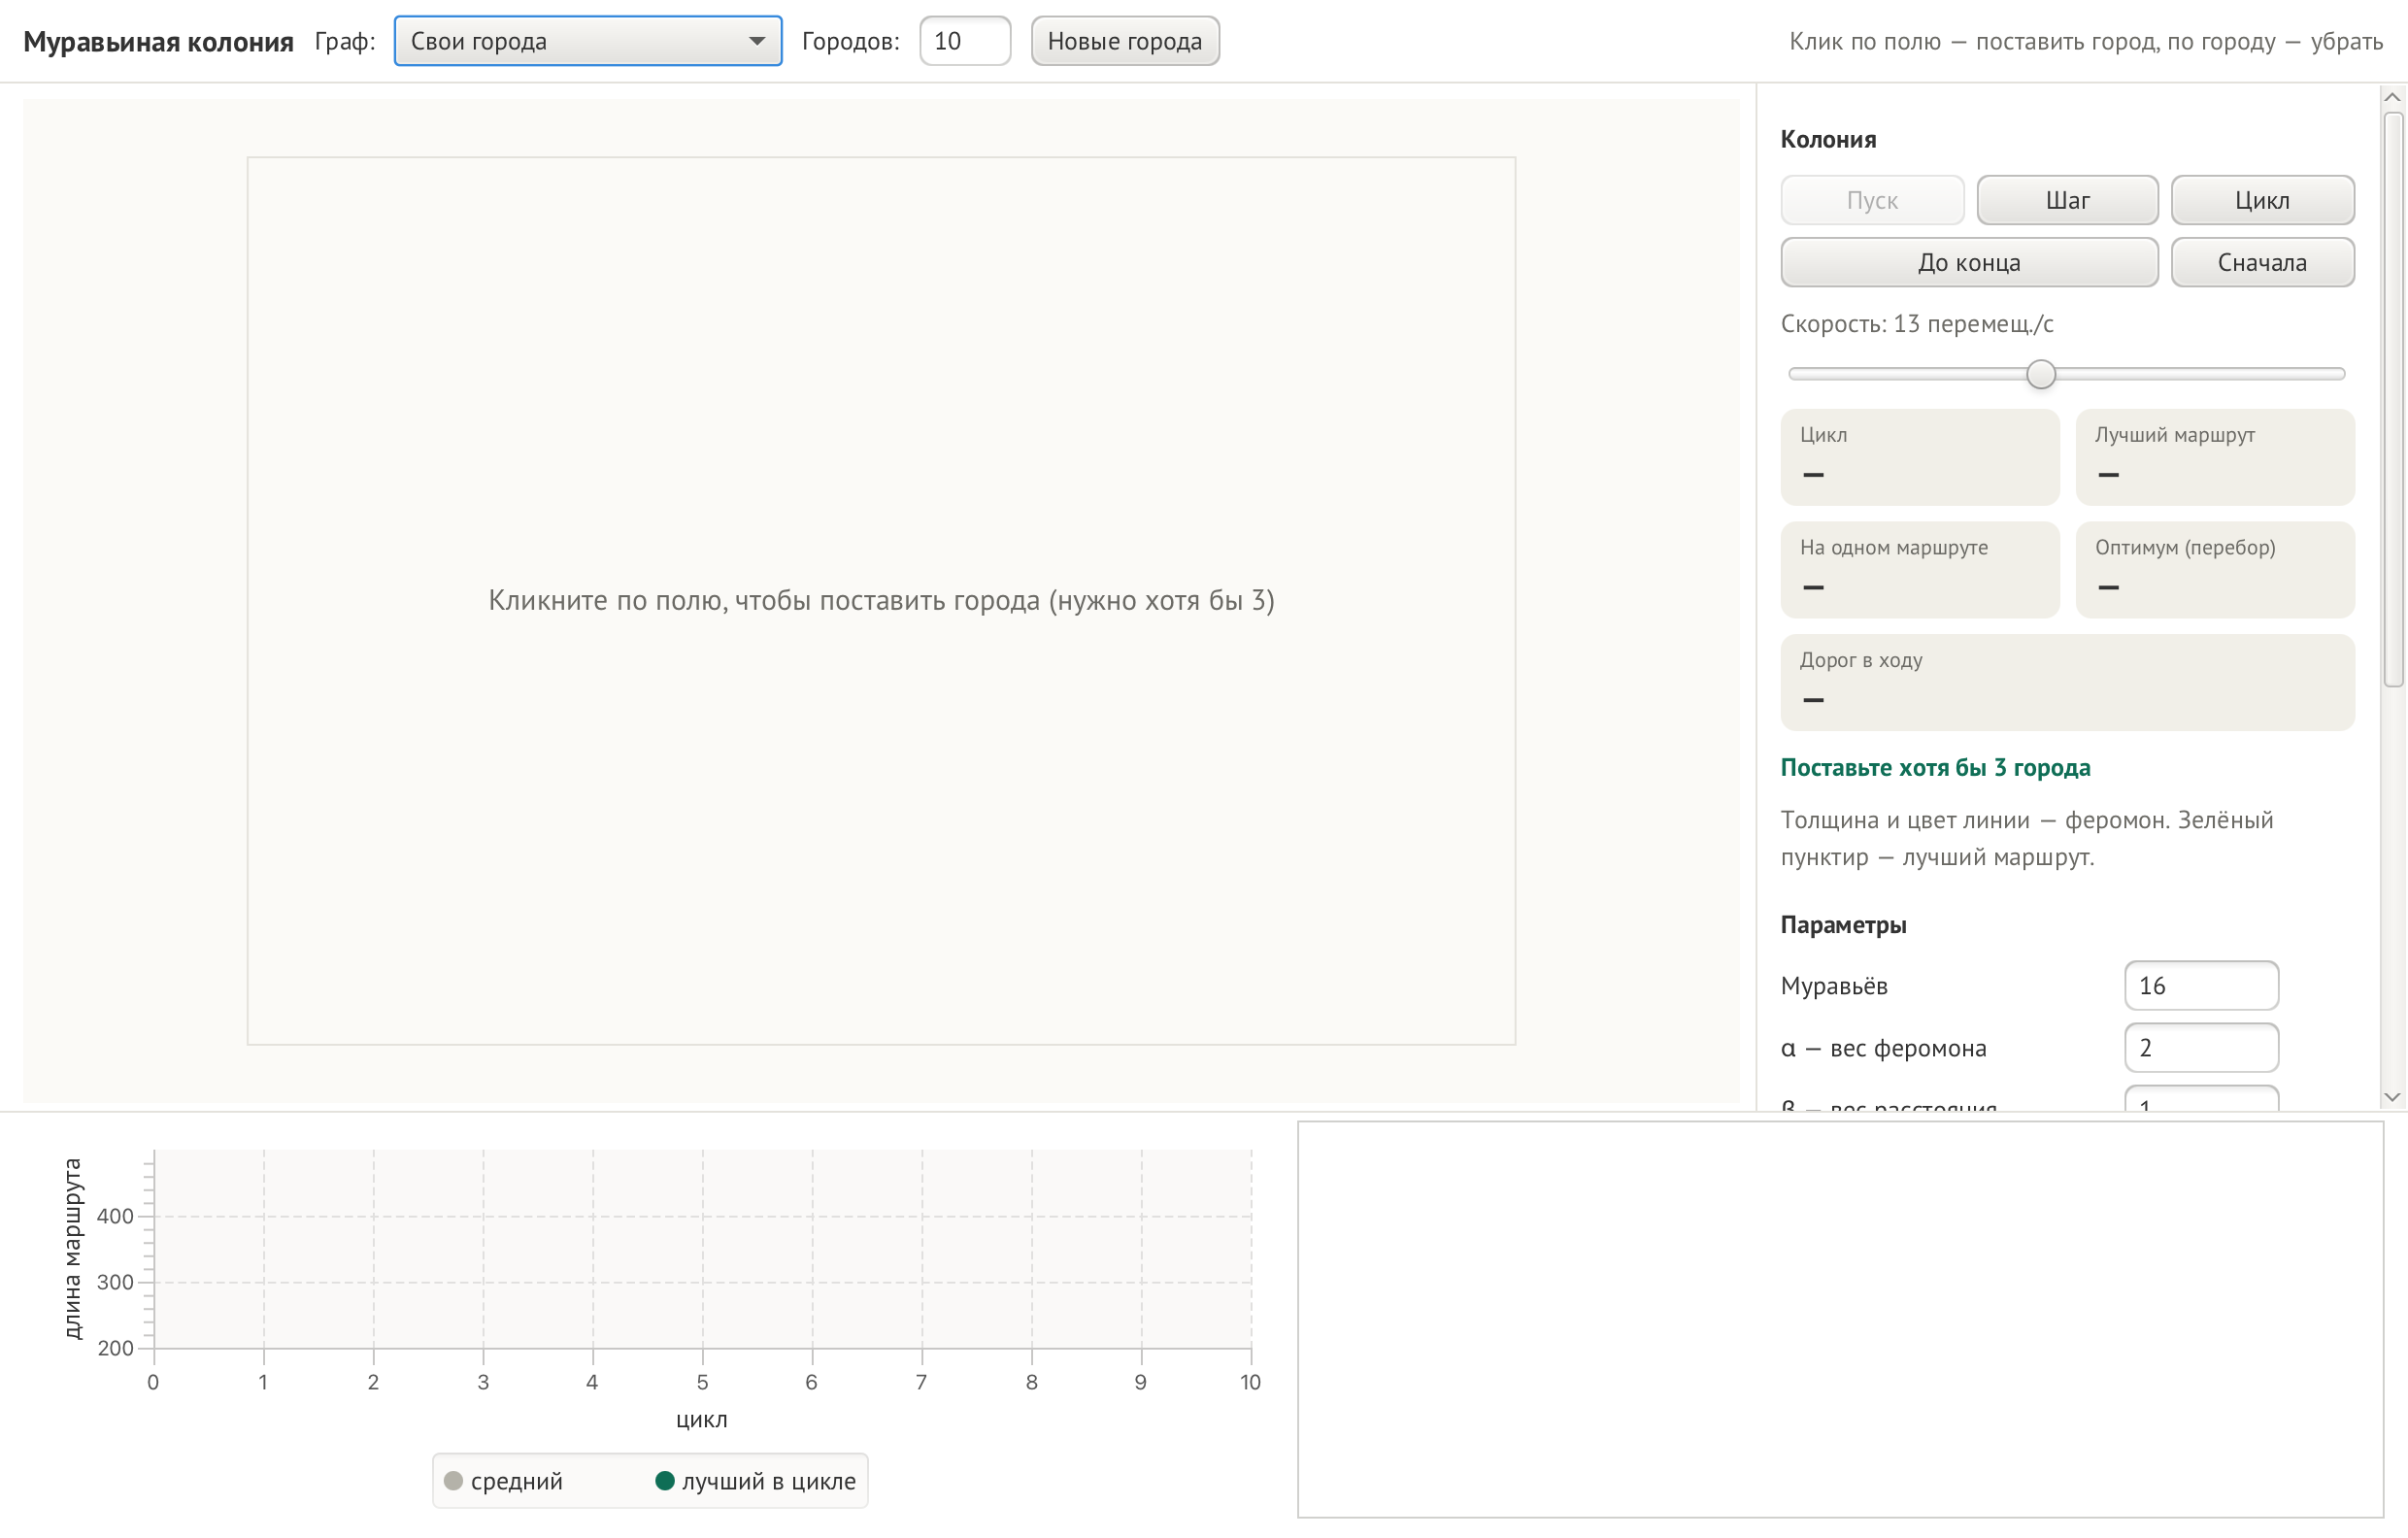 Муравьиная колония Граф: Свои города Городов: 10 Новые города Клик по полю — поставить город, по городу — убрать
Кликните по полю, чтобы поставить города (нужно хотя бы 3)
Колония
Пуск Шаг Цикл
До конца Сначала
Скорость: 13 перемещ./с
Цикл Лучший маршрут
— —
На одном маршруте Оптимум (перебор)
— —
Дорог в ходу
—
Поставьте хотя бы 3 города
Толщина и цвет линии — феромон. Зелёный
пунктир — лучший маршрут.
Параметры
Муравьёв 16
α — вес феромона 2
β — вес расстояния 1
длина маршрута
400
300
200
0 1 2 3 4 5 6 7 8 9 10
цикл
средний лучший в цикле